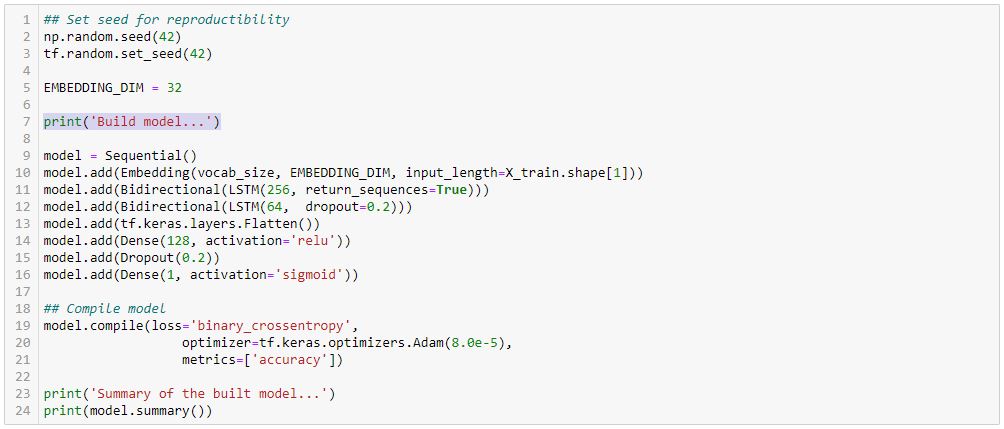 1 ## Set seed for reproductibility
2 np.random.seed(42)
3 tf.random.set_seed(42)
4
5 EMBEDDING_DIM = 32
6
7 print('Build model...')
8
9 model = Sequential()
10 model.add(Embedding(vocab_size, EMBEDDING_DIM, input_length=X_train.shape[1]))
11 model.add(Bidirectional(LSTM(256, return_sequences=True)))
12 model.add(Bidirectional(LSTM(64,  dropout=0.2)))
13 model.add(tf.keras.layers.Flatten())
14 model.add(Dense(128, activation='relu'))
15 model.add(Dropout(0.2))
16 model.add(Dense(1, activation='sigmoid'))
17
18 ## Compile model
19 model.compile(loss='binary_crossentropy',
20                   optimizer=tf.keras.optimizers.Adam(8.0e-5),
21                   metrics=['accuracy'])
22
23 print('Summary of the built model...')
24 print(model.summary())